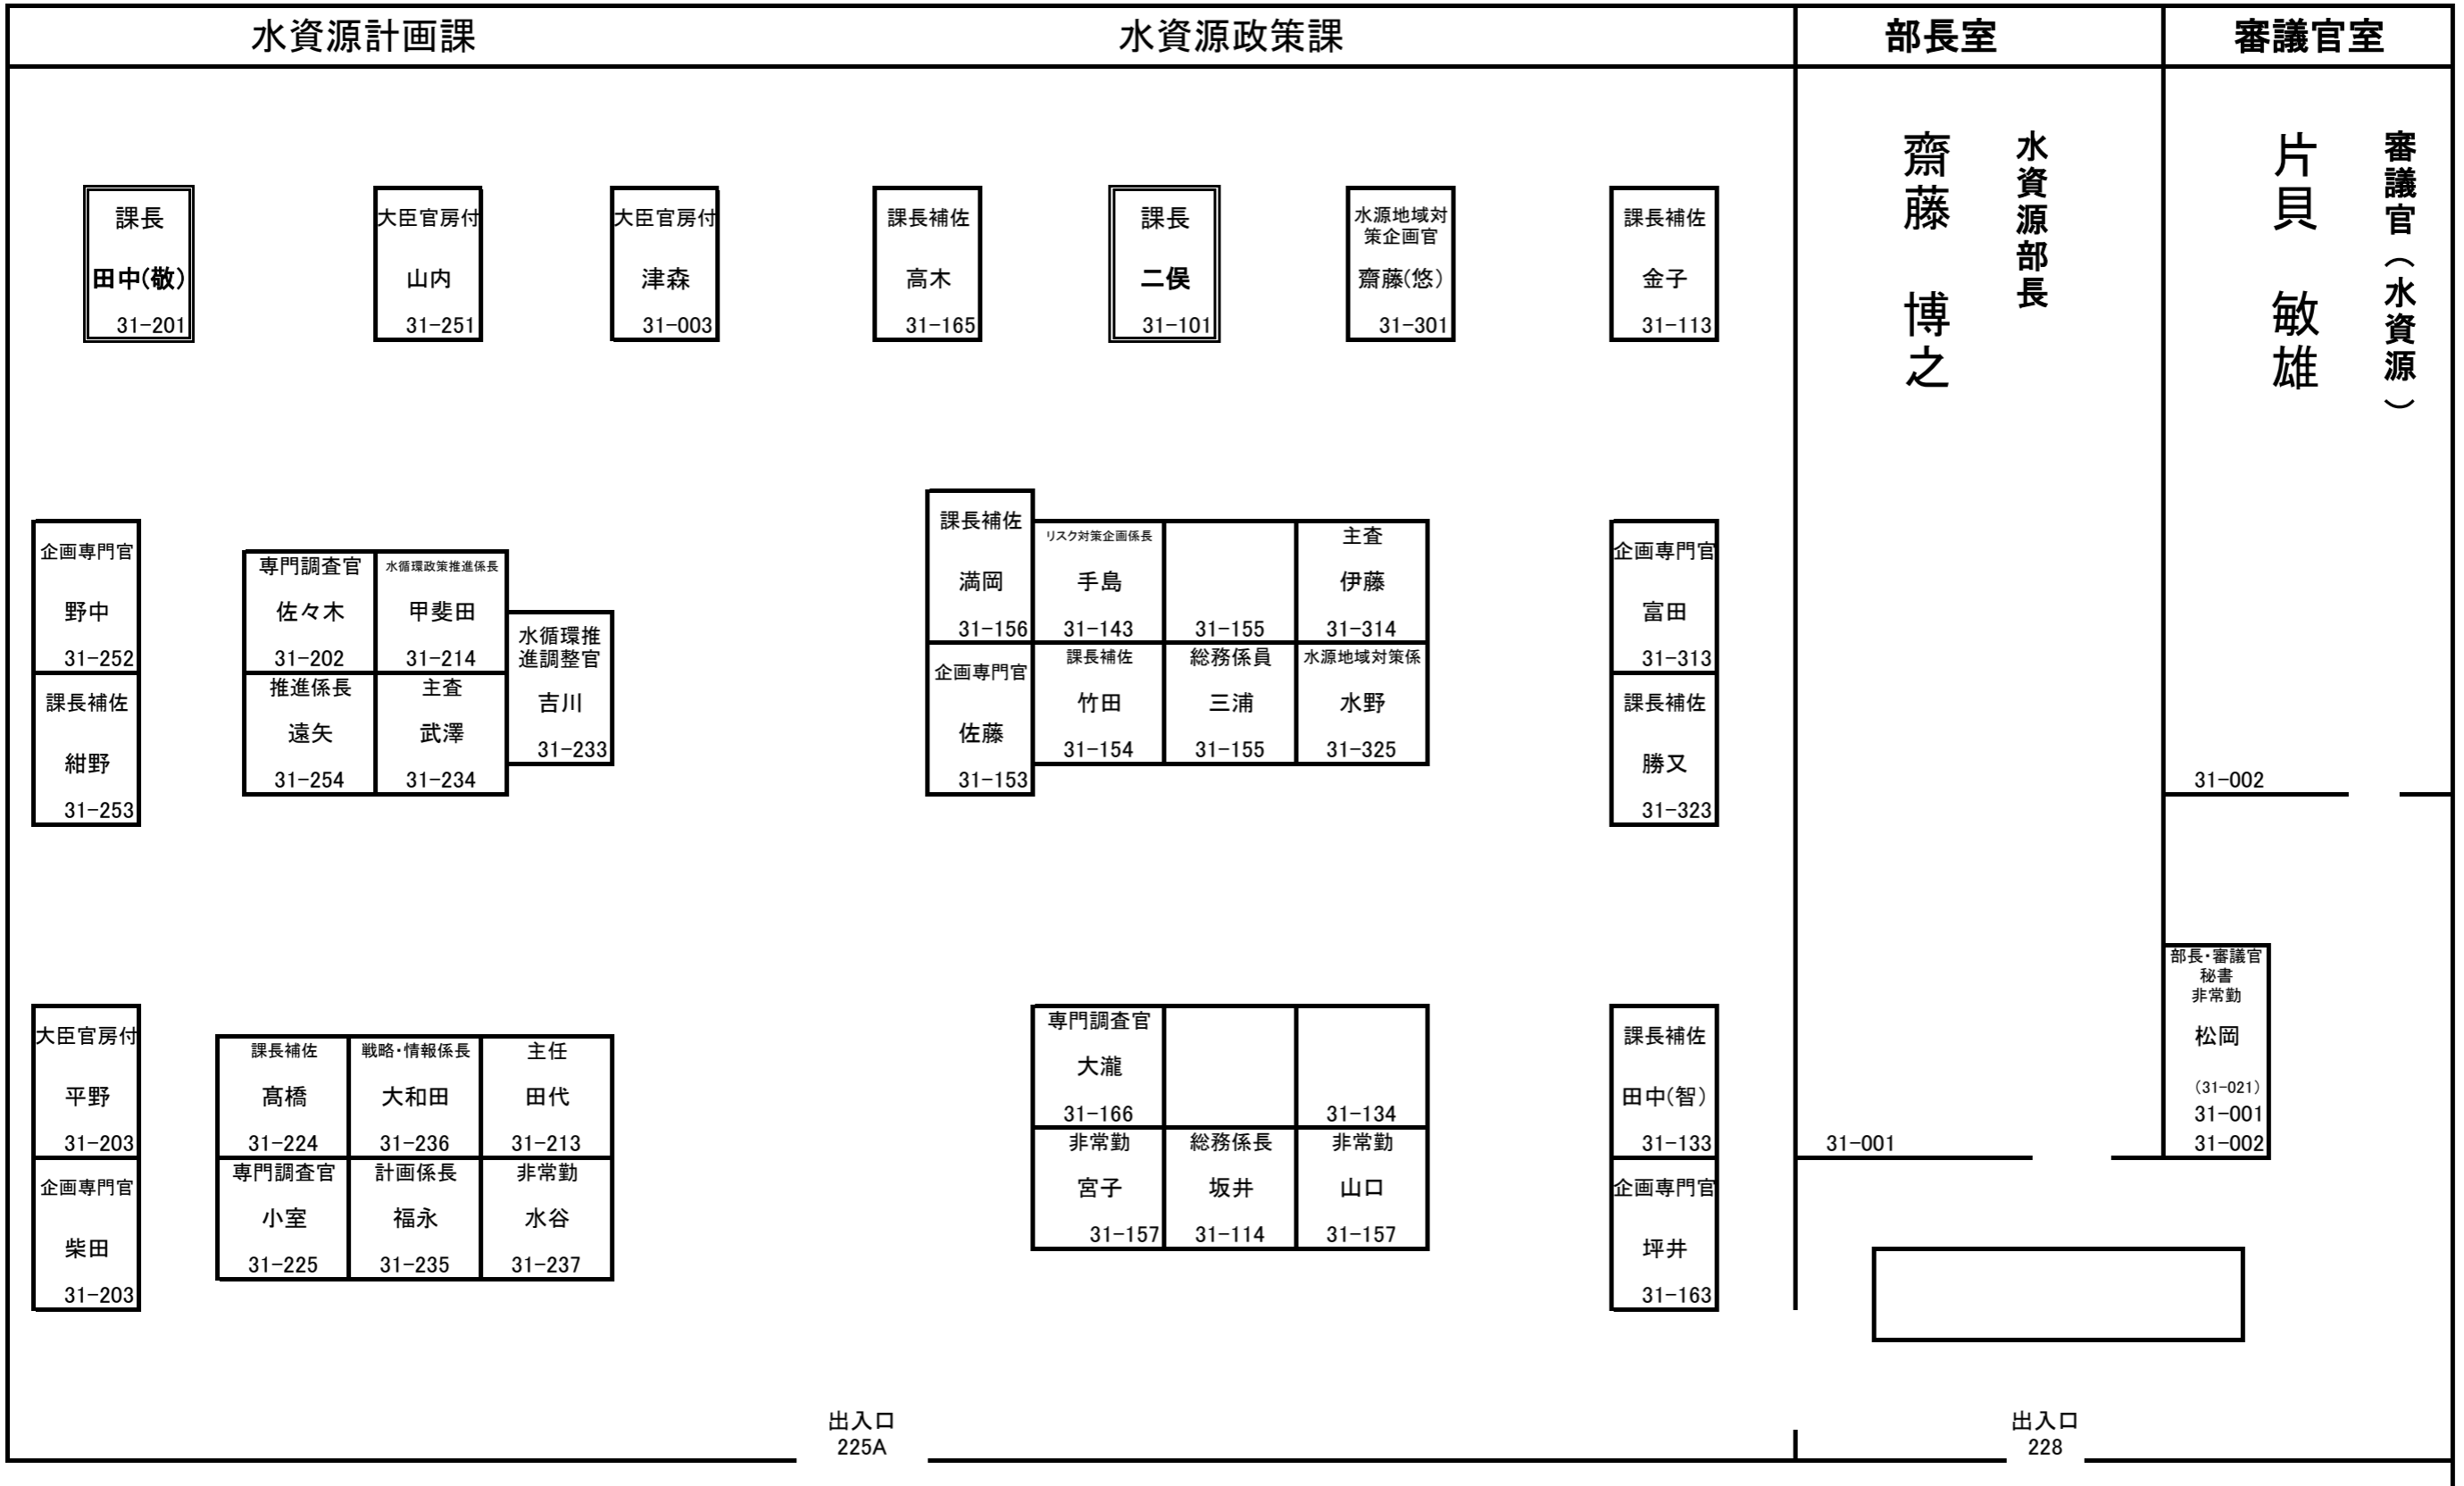 水資源計画課
水資源政策課
部長室
審議官室
課長
田中(敬)
31-201
大臣官房付
山内
31-251
大臣官房付
津森
31-003
課長補佐
高木
31-165
課長
二俣
31-101
水源地域対
策企画官
齋藤(悠)
31-301
課長補佐
金子
31-113
水資源部長
齋藤 博之
審議官(水資源)
片貝 敏雄
企画専門官
野中
31-252
課長補佐
紺野
31-253
専門調査官
佐々木
31-202
水循環政策推進係長
甲斐田
31-214
推進係長
遠矢
31-254
主査
武澤
31-234
水循環推
進調整官
吉川
31-233
課長補佐
満岡
31-156
リスク対策企画係長
手島
31-143
31-155
主査
伊藤
31-314
企画専門官
佐藤
31-153
課長補佐
竹田
31-154
総務係員
三浦
31-155
水源地域対策係
水野
31-325
企画専門官
富田
31-313
課長補佐
勝又
31-323
31-002
大臣官房付
平野
31-203
企画専門官
柴田
31-203
課長補佐
髙橋
31-224
戦略・情報係長
大和田
31-236
主任
田代
31-213
専門調査官
小室
31-225
計画係長
福永
31-235
非常勤
水谷
31-237
専門調査官
大瀧
31-166
31-134
非常勤
宮子
31-157
総務係長
坂井
31-114
非常勤
山口
31-157
課長補佐
田中(智)
31-133
企画専門官
坪井
31-163
31-001
部長・審議官
秘書
非常勤
松岡
(31-021)
31-001
31-002
出入口
225A
出入口
228